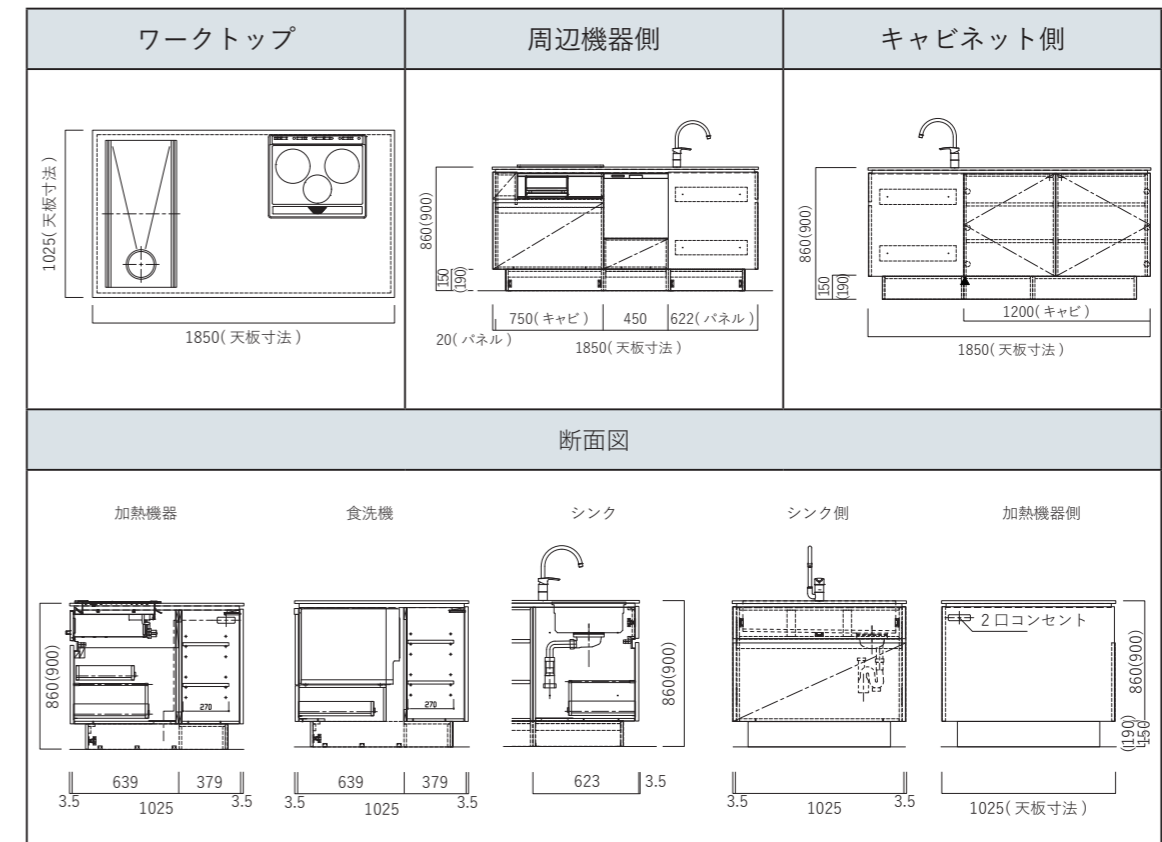 ワークトップ
周辺機器側
キャビネット側
1025(天板寸法)
1850(天板寸法)
860(900)
150
(190)
750(キャビ)
450
622(パネル)
20(パネル)
1850(天板寸法)
860(900)
150
(190)
1200(キャビ)
1850(天板寸法)
断面図
加熱機器
食洗機
シンク
シンク側
加熱機器側
860(900)
270
639
379
3.5
1025
3.5
270
639
379
3.5
1025
3.5
860(900)
623
3.5
3.5
1025
3.5
2口コンセント
860(900)
(190)
150
1025(天板寸法)